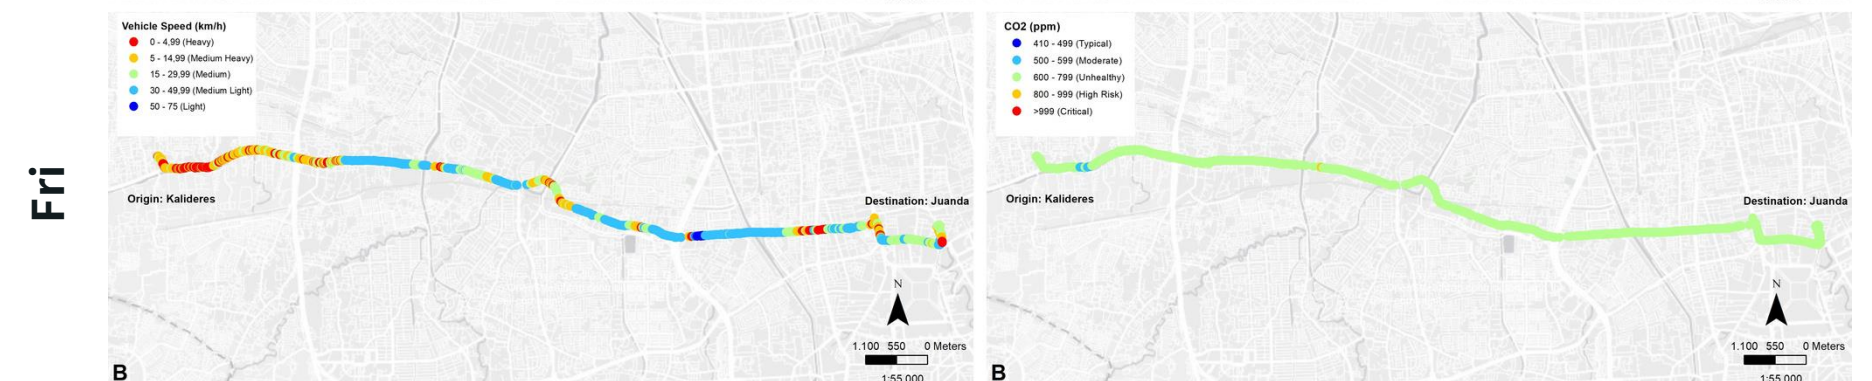 Fri
Vehicle Speed (km/h)
0 - 4,99 (Heavy)
5 - 14,99 (Medium Heavy)
15 - 29,99 (Medium)
30 - 49,99 (Medium Light)
50 - 75 (Light)
Origin: Kalideres
Destination: Juanda
N
1.100 550 0 Meters
1:55.000
B
CO2 (ppm)
410 - 499 (Typical)
500 - 599 (Moderate)
600 - 799 (Unhealthy)
800 - 999 (High Risk)
>999 (Critical)
Origin: Kalideres
Destination: Juanda
N
1.100 550 0 Meters
1:55.000
B